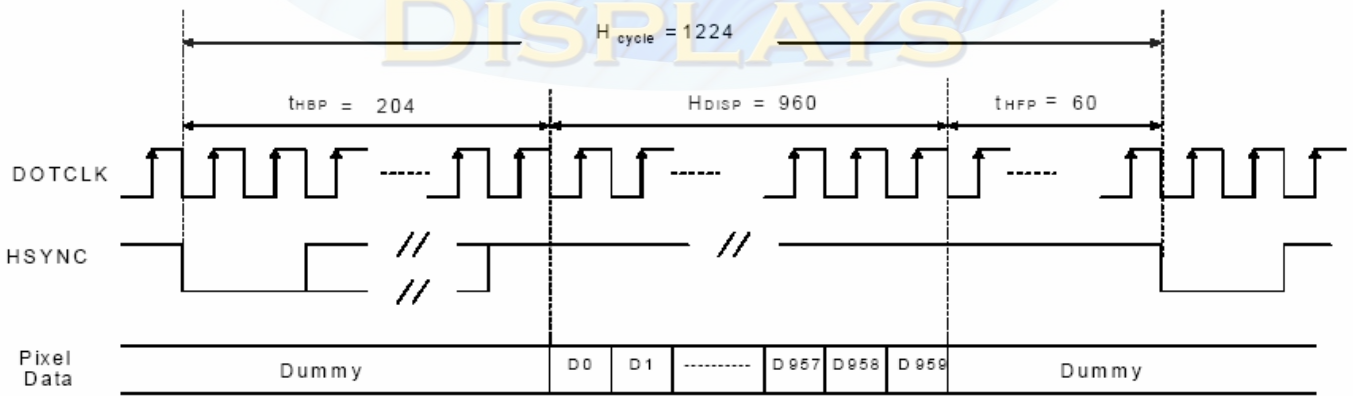 DISPLAYS
H cycle = 1224
tHBP = 204
HDISP = 960
tHFP = 60
DOTCLK
HSYNC
Pixel Data
Dummy
D0
D1
D957
D958
D959
Dummy